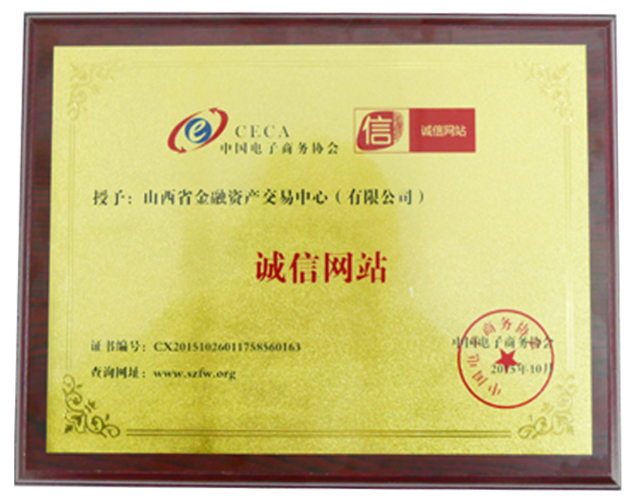 CECA
中国电子商务协会
信
诚信网站
授予：山西省金融资产交易中心（有限公司）
诚信网站
证书编号：CX20151026011758560163
查询网址：www.szfw.org
中国电子商务协会
2015年10月